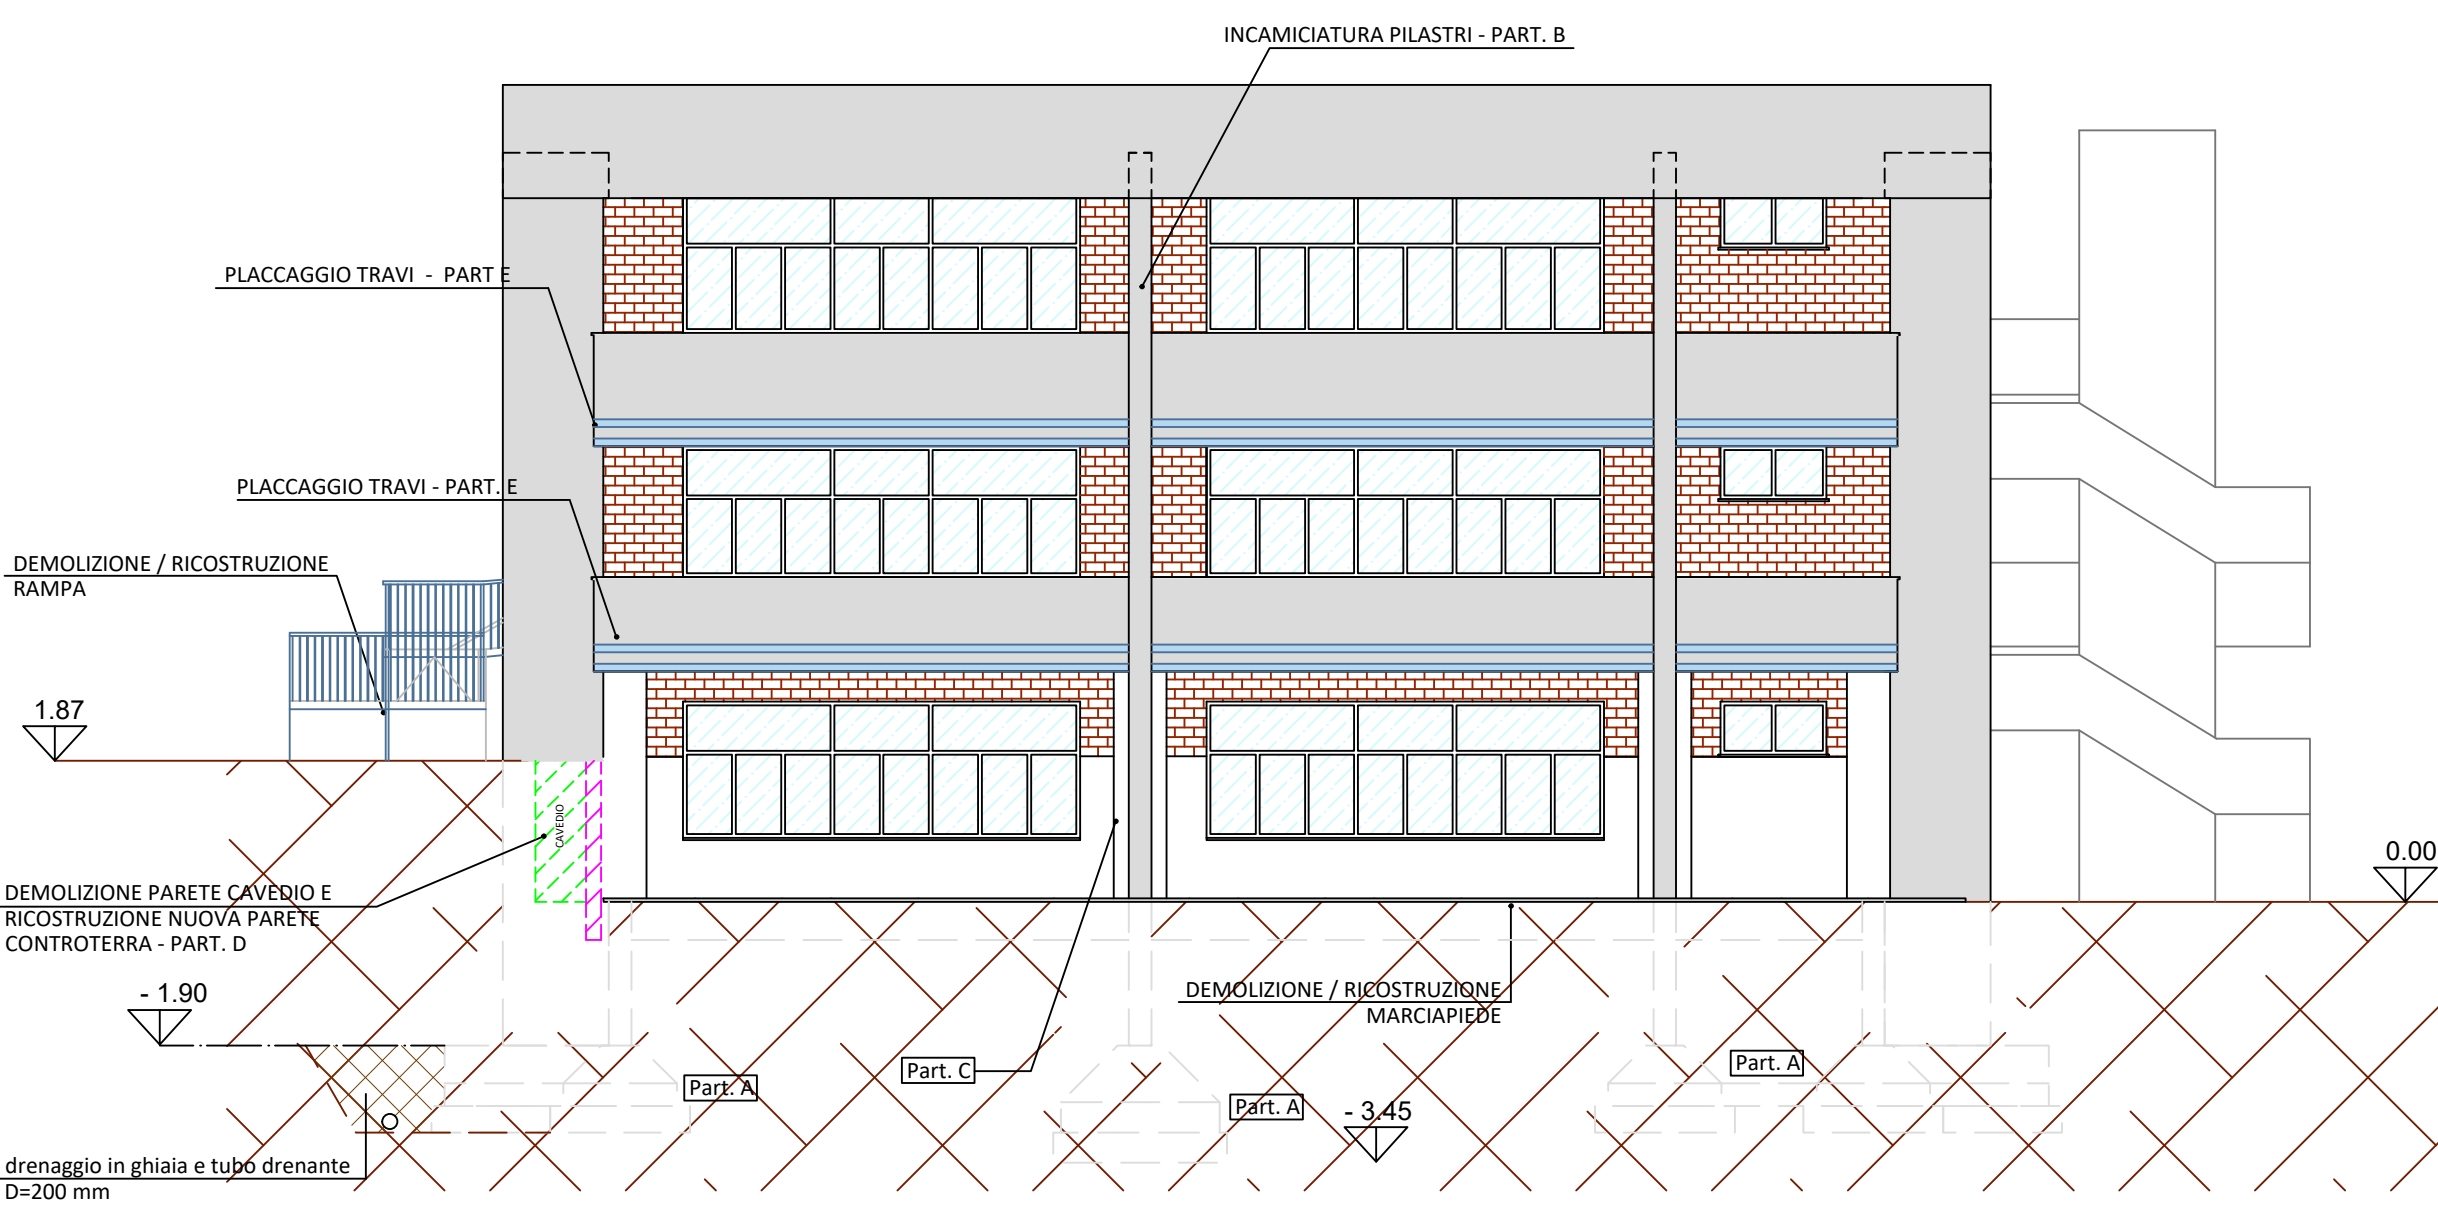 INCAMICIATURA PILASTRI - PART. B
PLACCAGGIO TRAVI - PART E
PLACCAGGIO TRAVI - PART. E
DEMOLIZIONE / RICOSTRUZIONE
RAMPA
1.87
CAVEDIO
0.00
DEMOLIZIONE PARETE CAVEDIO E
RICOSTRUZIONE NUOVA PARETE
CONTROTERRA - PART. D
- 1.90
DEMOLIZIONE / RICOSTRUZIONE
MARCIAPIEDE
Part. A
Part. C
Part. A
Part. A
- 3.45
drenaggio in ghiaia e tubo drenante
D=200 mm